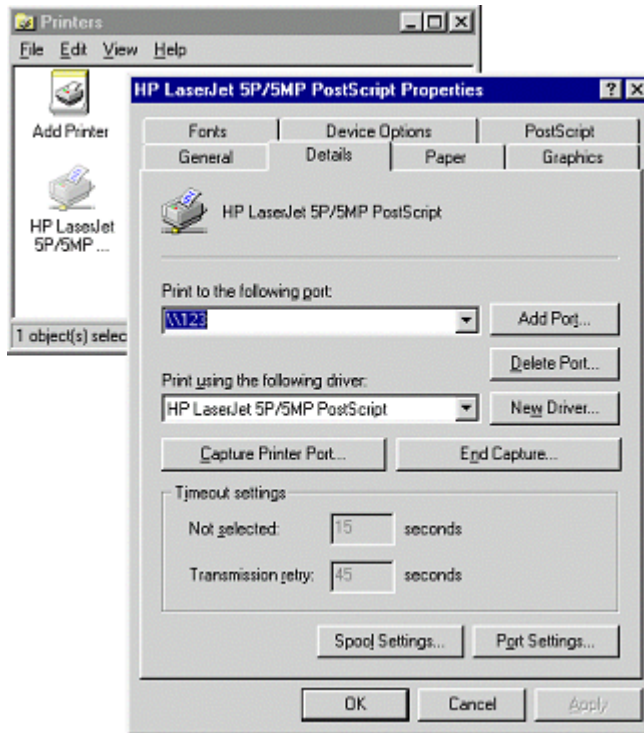 Printers
File Edit View Help
Add Printer
HP LaserJet
5P/5MP ...
1 object(s) selec
HP LaserJet 5P/5MP PostScript Properties
Fonts Device Options PostScript
General Details Paper Graphics
HP LaserJet 5P/5MP PostScript
Print to the following port:
\\123 Add Port...
Delete Port...
Print using the following driver:
HP LaserJet 5P/5MP PostScript New Driver...
Capture Printer Port... End Capture...
Timeout settings
Not selected: 15 seconds
Transmission retry: 45 seconds
Spool Settings... Port Settings...
OK Cancel Apply